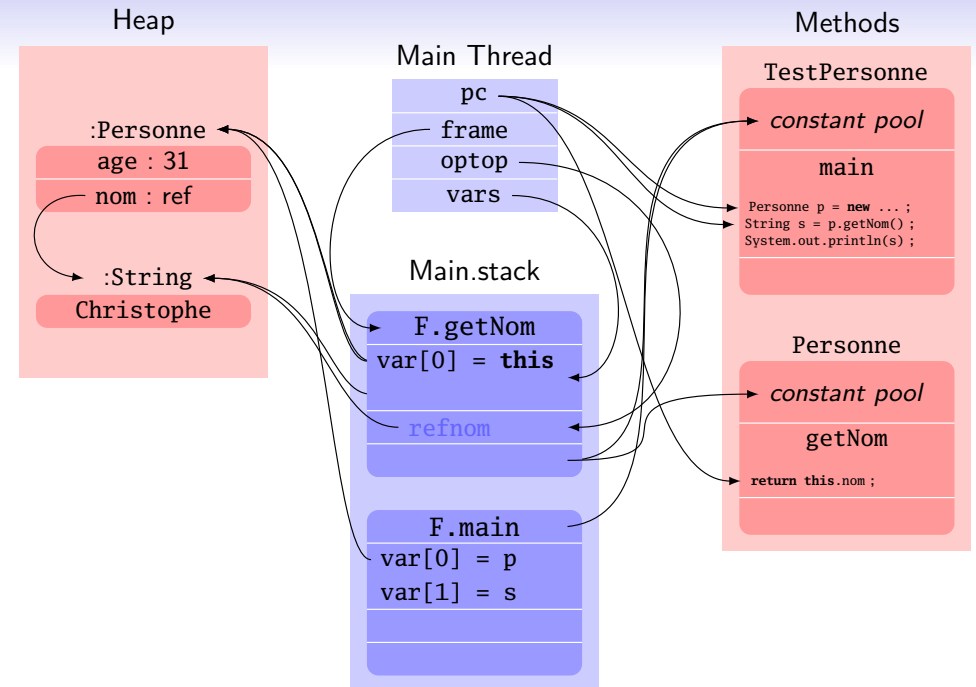 Heap
:Personne
age : 31
nom : ref
:String
Christophe
Main Thread
pc
frame
optop
vars
Main.stack
F.getNom
var[0] = this
refnom
F.main
var[0] = p
var[1] = s
Methods
TestPersonne
constant pool
main
Personne p = new ... ;
String s = p.getNom() ;
System.out.println(s) ;
Personne
constant pool
getNom
return this.nom ;